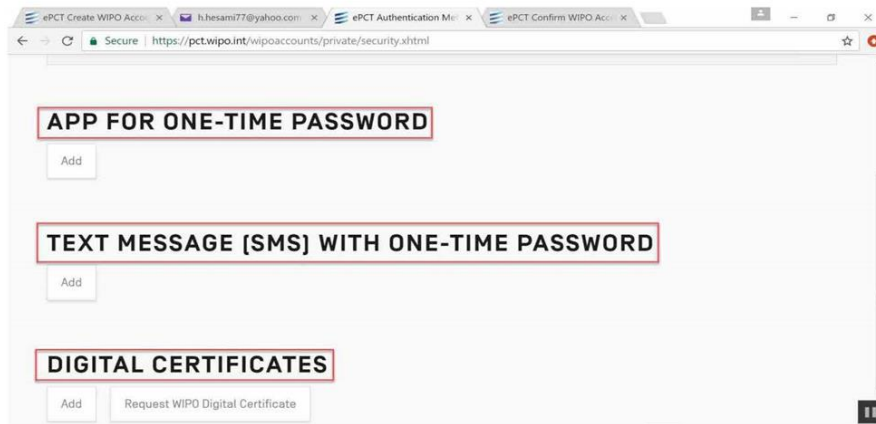 ePCT Create WIPO Acco
h.hesami77@yahoo.com
ePCT Authentication Me
ePCT Confirm WIPO Acco
Secure | https://pct.wipo.int/wipoaccounts/private/security.xhtml
APP FOR ONE-TIME PASSWORD
Add
TEXT MESSAGE (SMS) WITH ONE-TIME PASSWORD
Add
DIGITAL CERTIFICATES
Add Request WIPO Digital Certificate